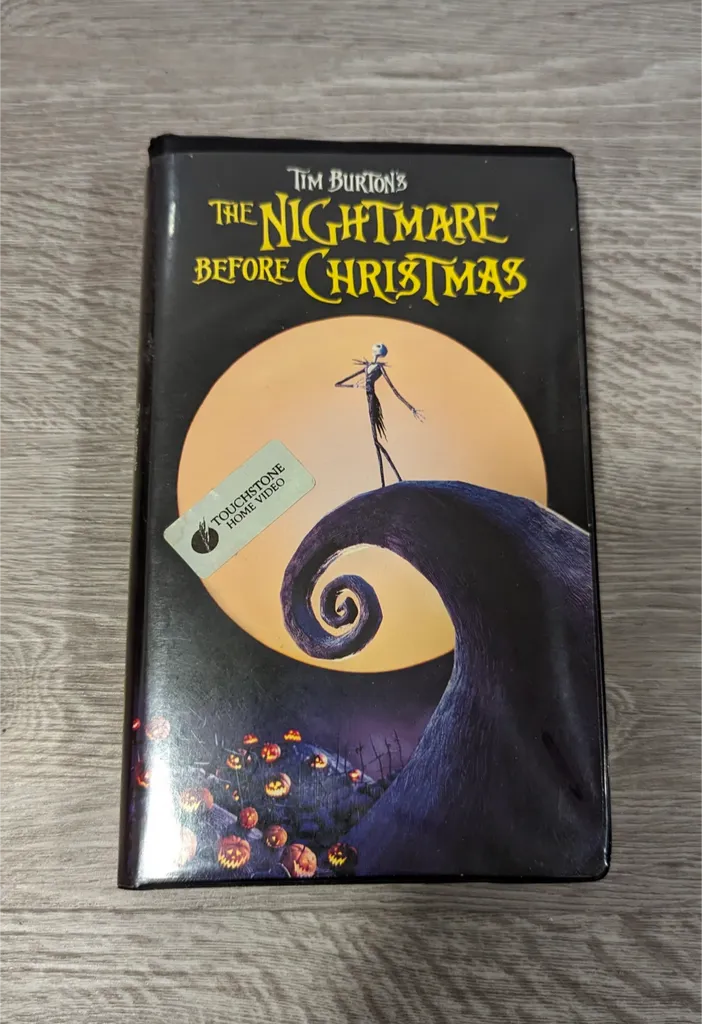 TIM BURTON'S
THE NIGHTMARE
BEFORE CHRISTMAS
TOUCHSTONE
HOME VIDEO